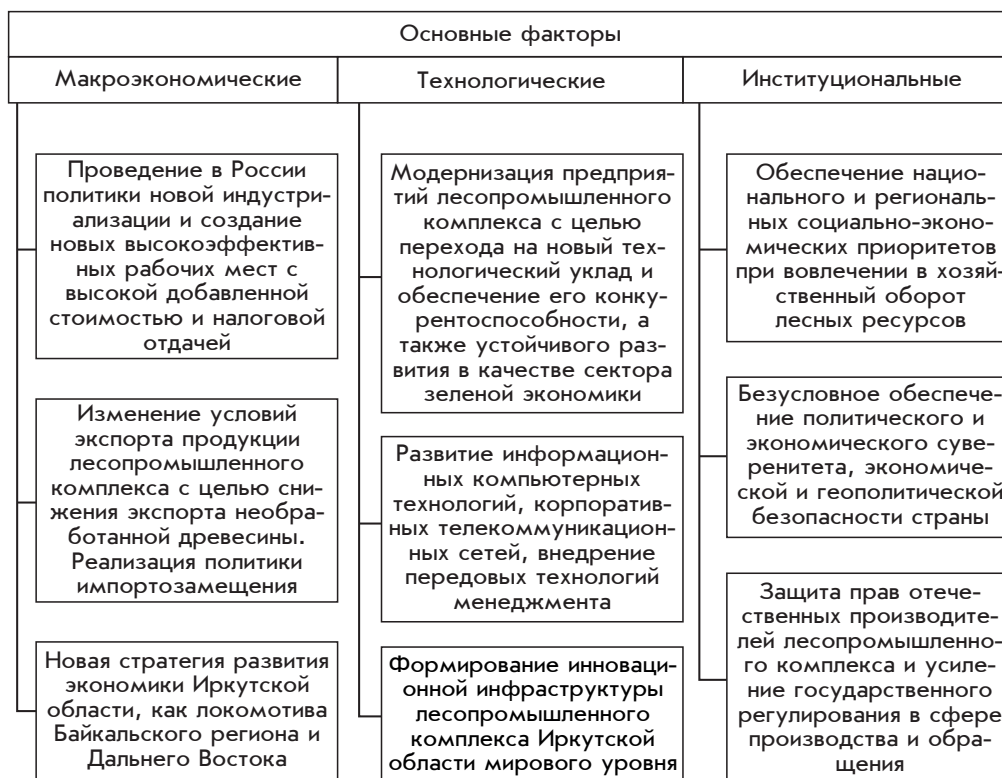 Основные факторы
Макроэкономические
Проведение в России
политики новой индустри-
ализации и создание
новых высокоэффектив-
ных рабочих мест с
высокой добавленной
стоимостью и налоговой
отдачей
Изменение условий
экспорта продукции
лесопромышленного
комплекса с целью сни-
жения экспорта необра-
ботанной древесины.
Реализация политики
импортозамещения
Новая стратегия развития
экономики Иркутской
области, как локомотива
Байкальского региона и
Дальнего Востока
Технологические
Модернизация предприя-
тий лесопромышленного
комплекса с целью
перехода на новый тех-
нологический уклад и
обеспечение его конку-
рентоспособности, а
также устойчивого раз-
вития в качестве сектора
зеленой экономики
Развитие информацион-
ных компьютерных
технологий, корпоратив-
ных телекоммуникацион-
ных сетей, внедрение
передовых технологий
менеджмента
Формирование инноваци-
онной инфраструктуры
лесопромышленного
комплекса Иркутской
области мирового уровня
Институциональные
Обеспечение нацио-
нального и региональ-
ных социально-эконо-
мических приоритетов
при вовлечении в хозяй-
ственный оборот
лесных ресурсов
Безусловное обеспече-
ние политического и
экономического суве-
ренитета, экономиче-
ской и геополитической
безопасности страны
Защита прав отече-
ственных производите-
лей лесопромышленно-
го комплекса и усиле-
ние государственного
регулирования в сфере
производства и обра-
щения